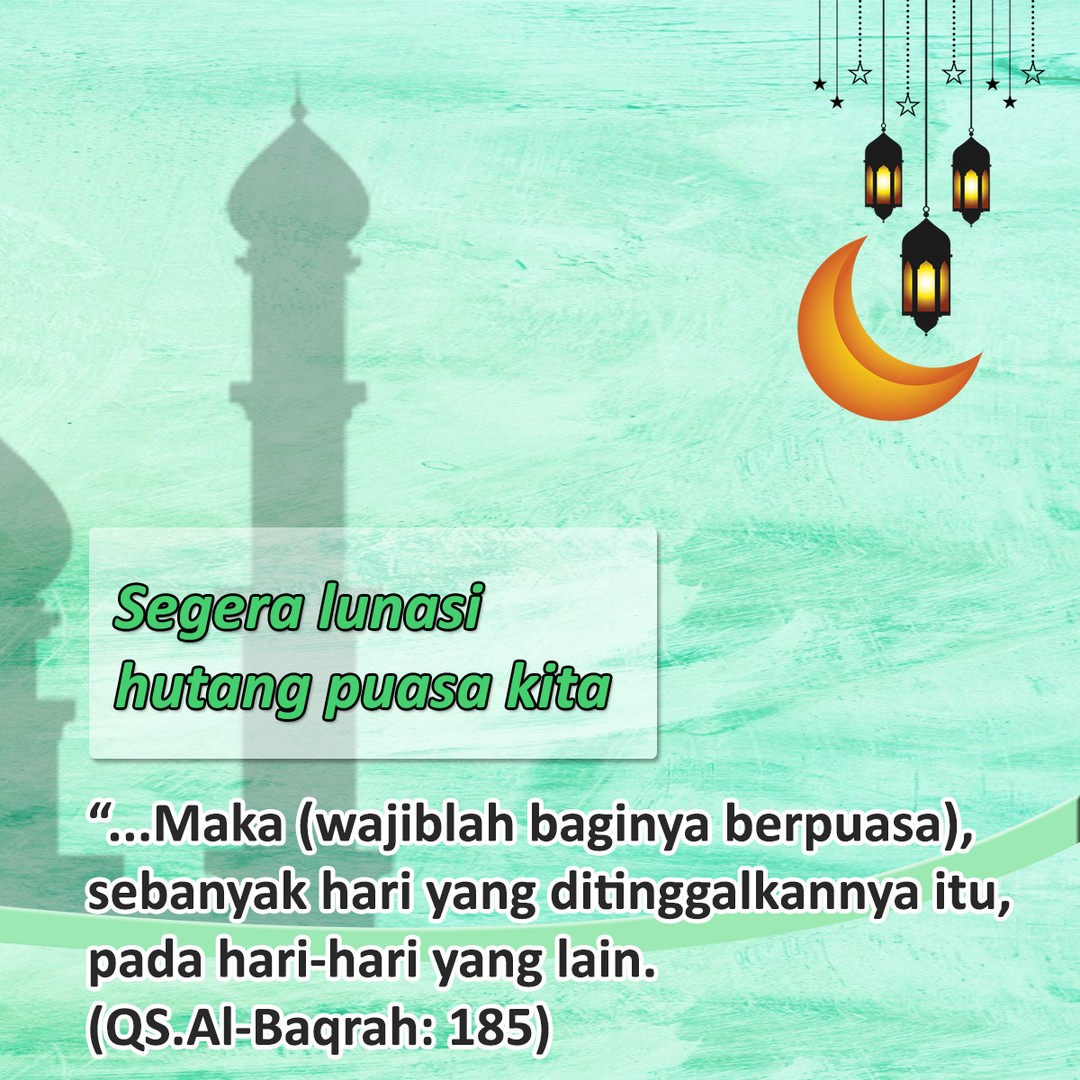 Segera lunasi
hutang puasa kita
“...Maka (wajiblah baginya berpuasa),
sebanyak hari yang ditinggalkannya itu,
pada hari-hari yang lain.
(QS.Al-Baqrah: 185)